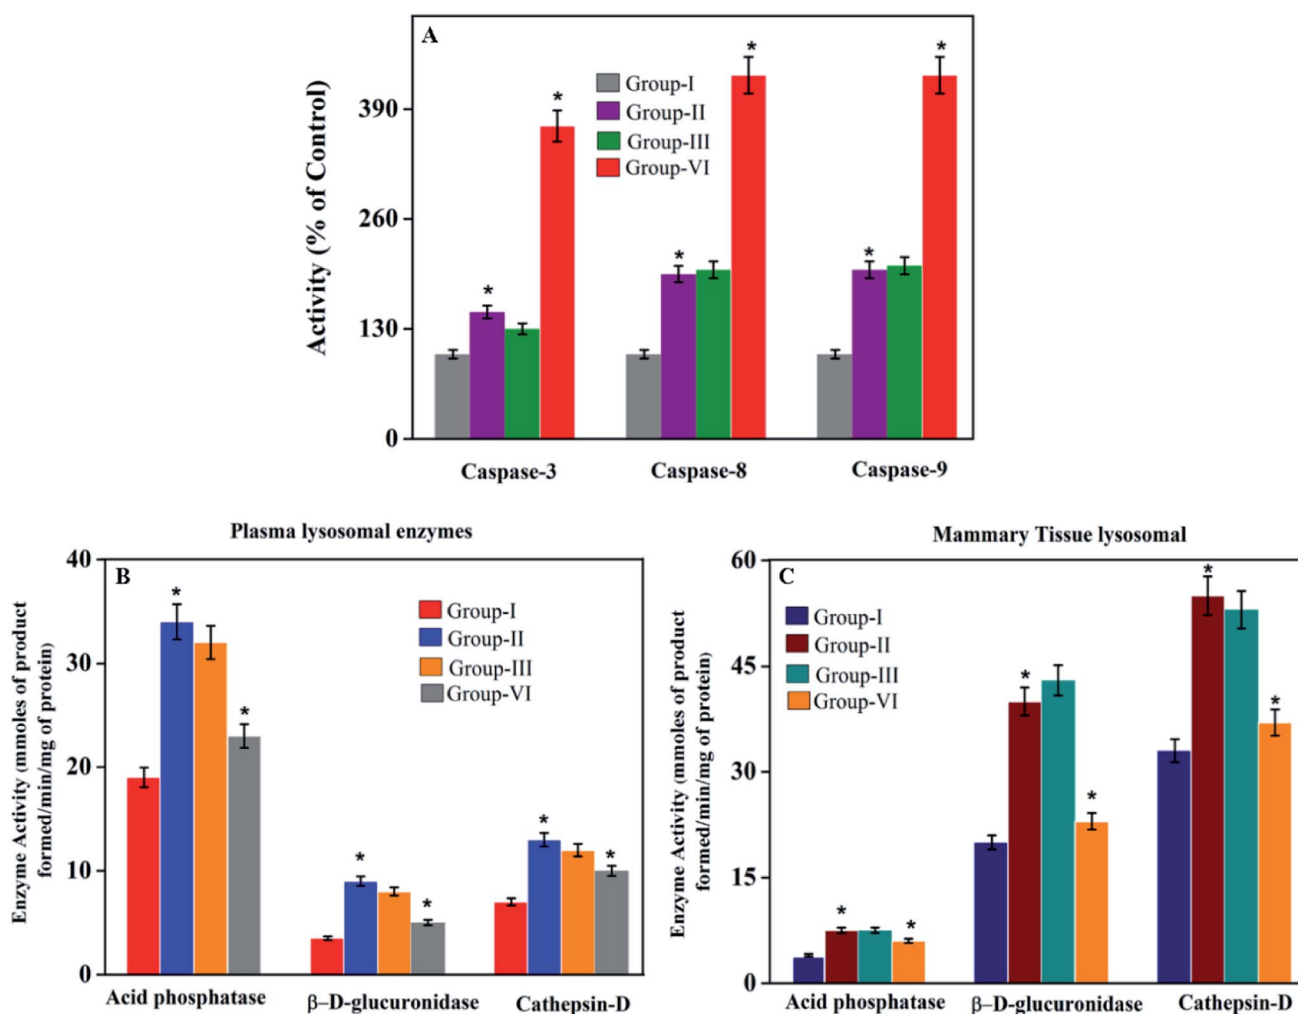 A
Activity (% of Control)
390
260
130
0
Group-I
Group-II
Group-III
Group-VI
* * *
* * *
Caspase-3 Caspase-8 Caspase-9
Plasma lysosomal enzymes
B
Enzyme Activity (mmoles of product
formed/min/mg of protein)
40
30
20
10
0
Group-I
Group-II
Group-III
Group-VI
* * *
* * *
Acid phosphatase β–D-glucuronidase Cathepsin-D
Mammary Tissue lysosomal
C
Enzyme Activity (mmoles of product
formed/min/mg of protein)
60
45
30
15
0
Group-I
Group-II
Group-III
Group-VI
* * *
* * *
Acid phosphatase β–D-glucuronidase Cathepsin-D